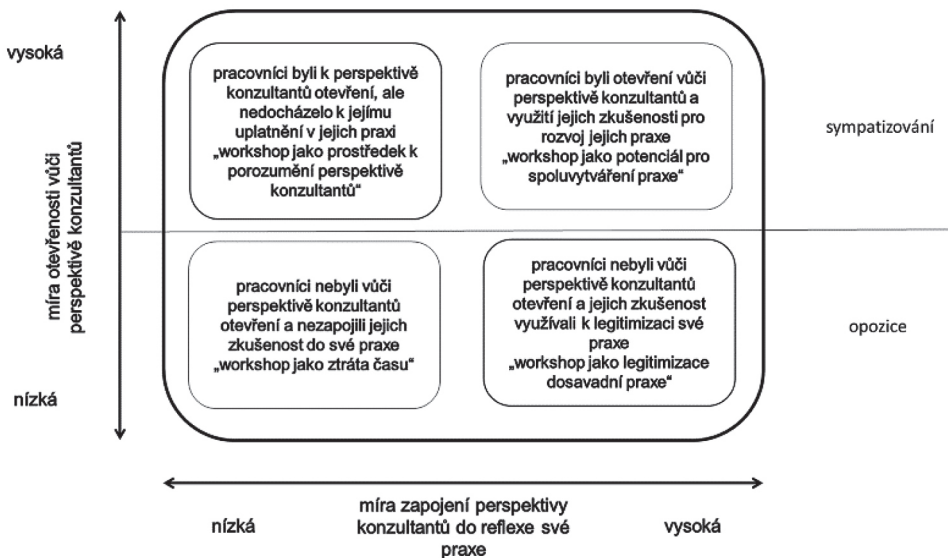 vysoká
míra otevřenosti vůči
perspektivě konzultantů
nízká
pracovníci byli k perspektivě
konzultantů otevření, ale
nedocházelo k jejímu
uplatnění v jejich praxi
„workshop jako prostředek k
porozumění perspektivě
konzultantů“
pracovníci byli otevření vůči
perspektivě konzultantů a
využití jejich zkušenosti pro
rozvoj jejich praxe
„workshop jako potenciál pro
spoluvytváření praxe“
sympatizování
pracovníci nebyli vůči
perspektivě konzultantů
otevření a nezapojili jejich
zkušenost do své praxe
„workshop jako ztráta času“
pracovníci nebyli vůči
perspektivě konzultantů
otevření a jejich zkušenost
využívali k legitimizaci své
praxe
„workshop jako legitimizace
dosavadní praxe“
opozice
nízká
míra zapojení perspektivy
konzultantů do reflexe své
praxe
vysoká